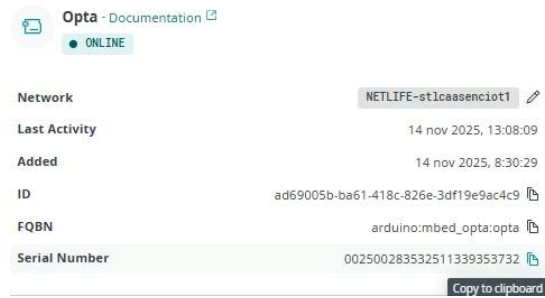 Opta · Documentation
ONLINE
Network NETLIFE-stlcaasenciot1
Last Activity 14 nov 2025, 13:08:09
Added 14 nov 2025, 8:30:29
ID ad69005b-ba61-418c-826e-3df19e9ac4c9
FQBN arduino:mbed_opta:opta
Serial Number 002500283532511339353732
Copy to clipboard